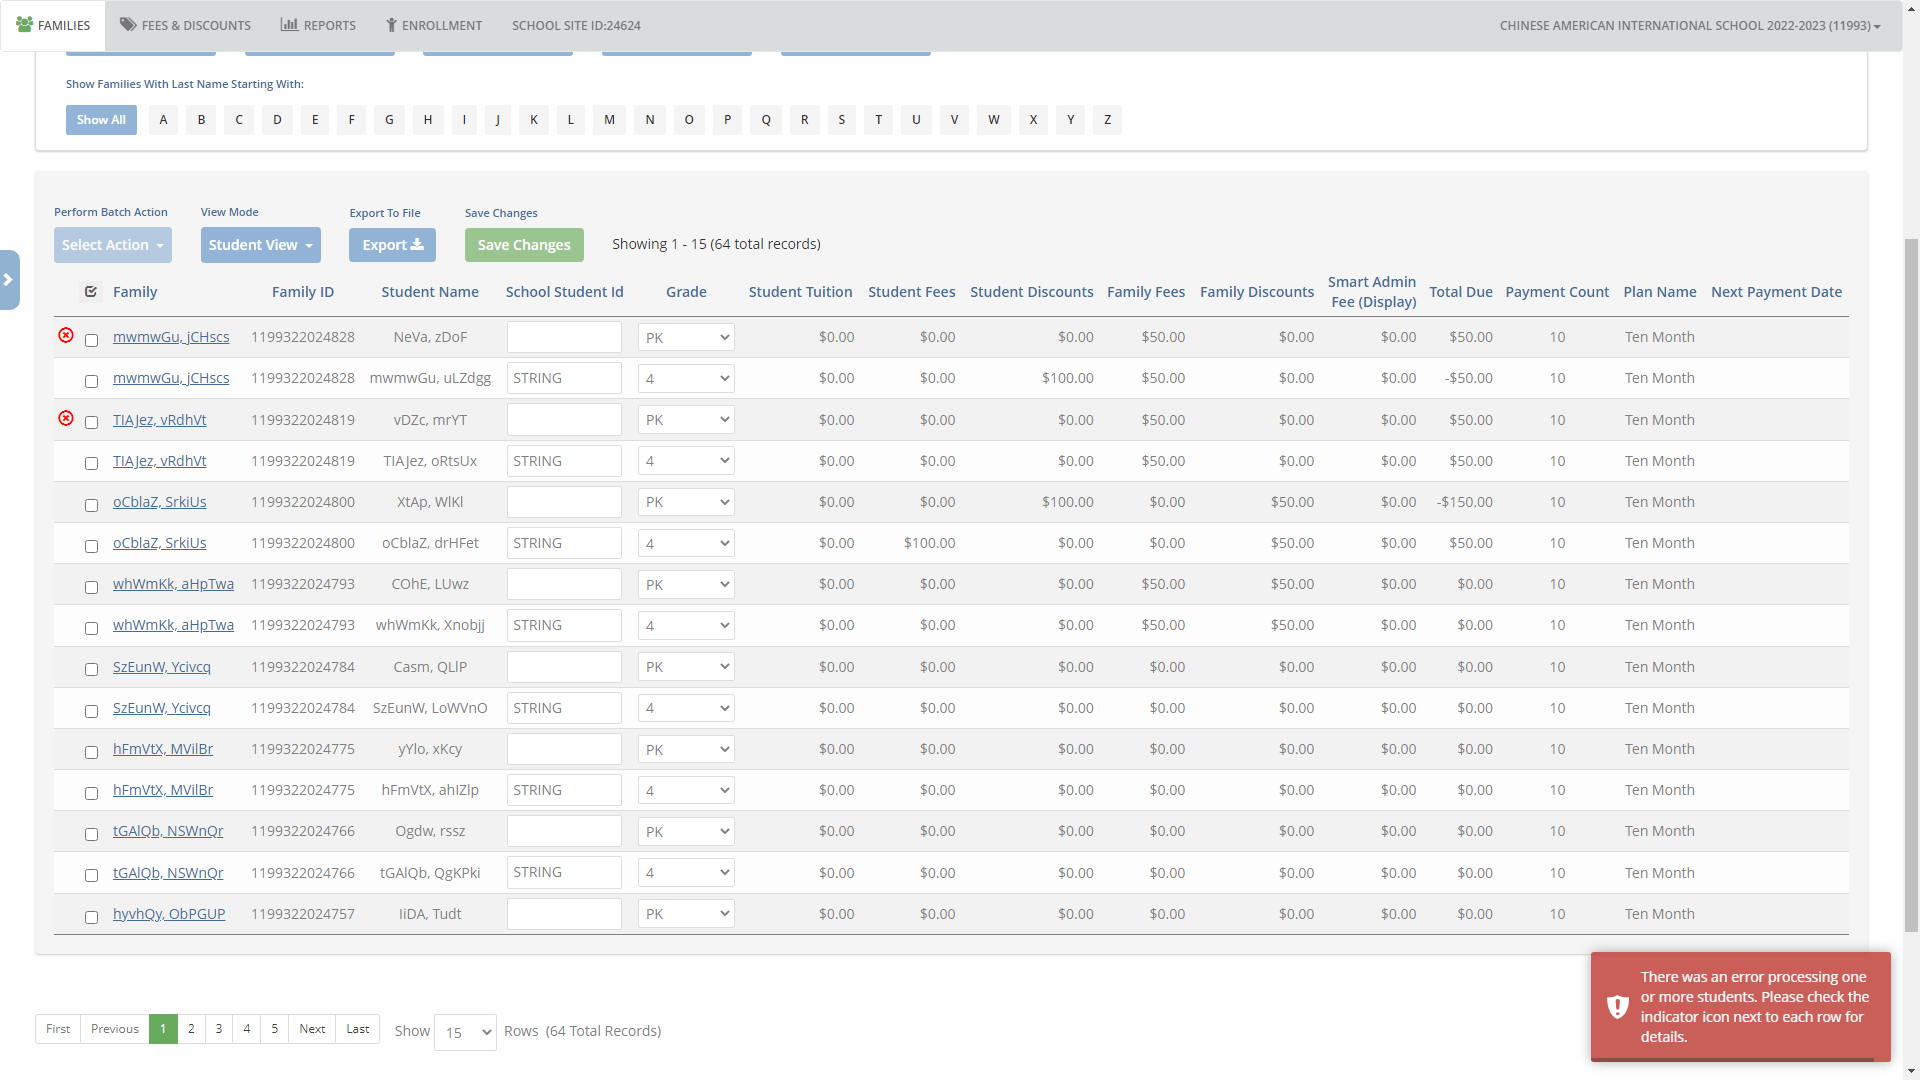 FAMILIES FEES & DISCOUNTS REPORTS ENROLLMENT SCHOOL SITE ID:24624 CHINESE AMERICAN INTERNATIONAL SCHOOL 2022-2023 (11993)
Show Families With Last Name Starting With:
Show All A B C D E F G H I J K L M N O P Q R S T U V W X Y Z
Perform Batch Action View Mode Export To File Save Changes
Select Action Student View Export Save Changes Showing 1 - 15 (64 total records)
Family Family ID Student Name School Student Id Grade Student Tuition Student Fees Student Discounts Family Fees Family Discounts Smart Admin Fee (Display) Total Due Payment Count Plan Name Next Payment Date
mwmwGu, jCHscs 1199322024828 NeVa, zDoF PK $0.00 $0.00 $0.00 $50.00 $0.00 $0.00 $50.00 10 Ten Month
mwmwGu, jCHscs 1199322024828 mwmwGu, uLZdgg STRING 4 $0.00 $0.00 $100.00 $50.00 $0.00 $0.00 -$50.00 10 Ten Month
TIAJez, vRdhVt 1199322024819 vDZc, mrYT PK $0.00 $0.00 $0.00 $50.00 $0.00 $0.00 $50.00 10 Ten Month
TIAJez, vRdhVt 1199322024819 TIAJez, oRtsUx STRING 4 $0.00 $0.00 $0.00 $50.00 $0.00 $0.00 $50.00 10 Ten Month
oCblaZ, SrkiUs 1199322024800 XtAp, WlKl PK $0.00 $0.00 $100.00 $0.00 $50.00 $0.00 -$150.00 10 Ten Month
oCblaZ, SrkiUs 1199322024800 oCblaZ, drHFet STRING 4 $0.00 $100.00 $0.00 $0.00 $50.00 $0.00 $50.00 10 Ten Month
whWmKk, aHpTwa 1199322024793 COhE, LUwz PK $0.00 $0.00 $0.00 $50.00 $50.00 $0.00 $0.00 10 Ten Month
whWmKk, aHpTwa 1199322024793 whWmKk, Xnobjj STRING 4 $0.00 $0.00 $0.00 $50.00 $50.00 $0.00 $0.00 10 Ten Month
SzEunW, Ycivcq 1199322024784 Casm, QLlP PK $0.00 $0.00 $0.00 $0.00 $0.00 $0.00 $0.00 10 Ten Month
SzEunW, Ycivcq 1199322024784 SzEunW, LoWVnO STRING 4 $0.00 $0.00 $0.00 $0.00 $0.00 $0.00 $0.00 10 Ten Month
hFmVtX, MVilBr 1199322024775 yYlo, xKcy PK $0.00 $0.00 $0.00 $0.00 $0.00 $0.00 $0.00 10 Ten Month
hFmVtX, MVilBr 1199322024775 hFmVtX, ahIZlp STRING 4 $0.00 $0.00 $0.00 $0.00 $0.00 $0.00 $0.00 10 Ten Month
tGAlQb, NSWnQr 1199322024766 Ogdw, rssz PK $0.00 $0.00 $0.00 $0.00 $0.00 $0.00 $0.00 10 Ten Month
tGAlQb, NSWnQr 1199322024766 tGAlQb, QgKPki STRING 4 $0.00 $0.00 $0.00 $0.00 $0.00 $0.00 $0.00 10 Ten Month
hyvhQy, ObPGUP 1199322024757 IiDA, Tudt PK $0.00 $0.00 $0.00 $0.00 $0.00 $0.00 $0.00 10 Ten Month
There was an error processing one
or more students. Please check the
indicator icon next to each row for
details.
First Previous 1 2 3 4 5 Next Last Show 15 Rows (64 Total Records)